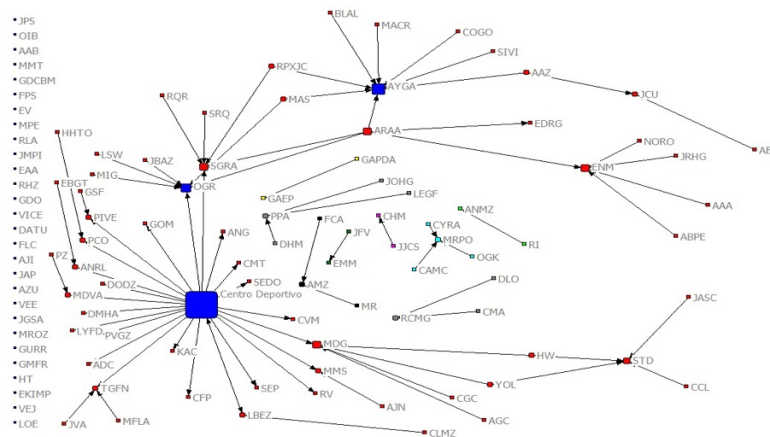 JPS
OIB
AAB
MMT
GDCBM
FPS
EV
MPE
RLA
JMPI
EAA
RHZ
GDO
VICE
DATU
FLC
AJI
JAP
AZU
VEE
JGSA
MROZ
GURR
GMFR
HT
EKIMP
VEJ
LOE
BLAL
MACR
COGO
SIVI
RPXJC
AYGA
AAZ
RQR
MAS
JCU
SRQ
HHTO
ARAA
EDRG
LSW
JBAZ
SGRA
GAPDA
NORO
AE
JRHG
MIG
ENM
EBGT
OGR
JOHG
GSF
GAEP
LEGF
AAA
PIVE
GOM
PPA
FCA
CHM
ANMZ
CYRA
ANG
JFV
ABPE
PCO
DHM
JJCS
MRPO
RI
PZ
ANRL
CMT
EMM
OGK
CAMC
DODZ
SEDO
AMZ
DLO
MDVA
Centro Deportivo
JASC
DMHA
MR
CMA
LYFD
PVGZ
CVM
RCMG
KAC
MDG
HW
STD
ADC
MMS
TGFN
SEP
RV
YOL
CCL
CFP
CGC
AJN
JVA
MFLA
LBEZ
AGC
CLMZ